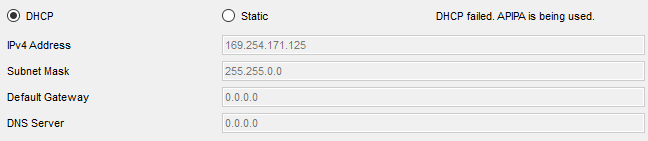 DHCP Static DHCP failed. APIPA is being used.
IPv4 Address 169.254.171.125
Subnet Mask 255.255.0.0
Default Gateway 0.0.0.0
DNS Server 0.0.0.0